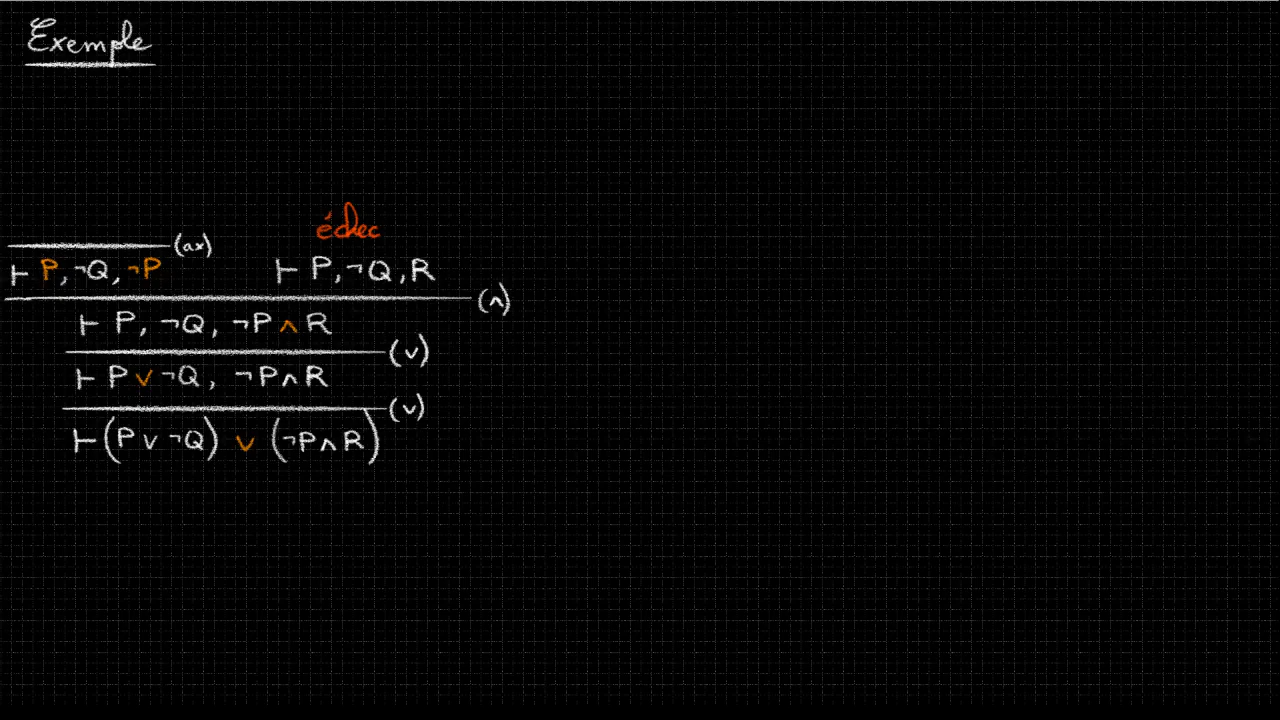 Exemple
échec
(ax)
⊢ P, ¬Q, ¬P ⊢ P, ¬Q, R
(∧)
⊢ P, ¬Q, ¬P ∧ R
(∨)
⊢ P ∨ ¬Q, ¬P ∧ R
(∨)
⊢ (P ∨ ¬Q) ∨ (¬P ∧ R)